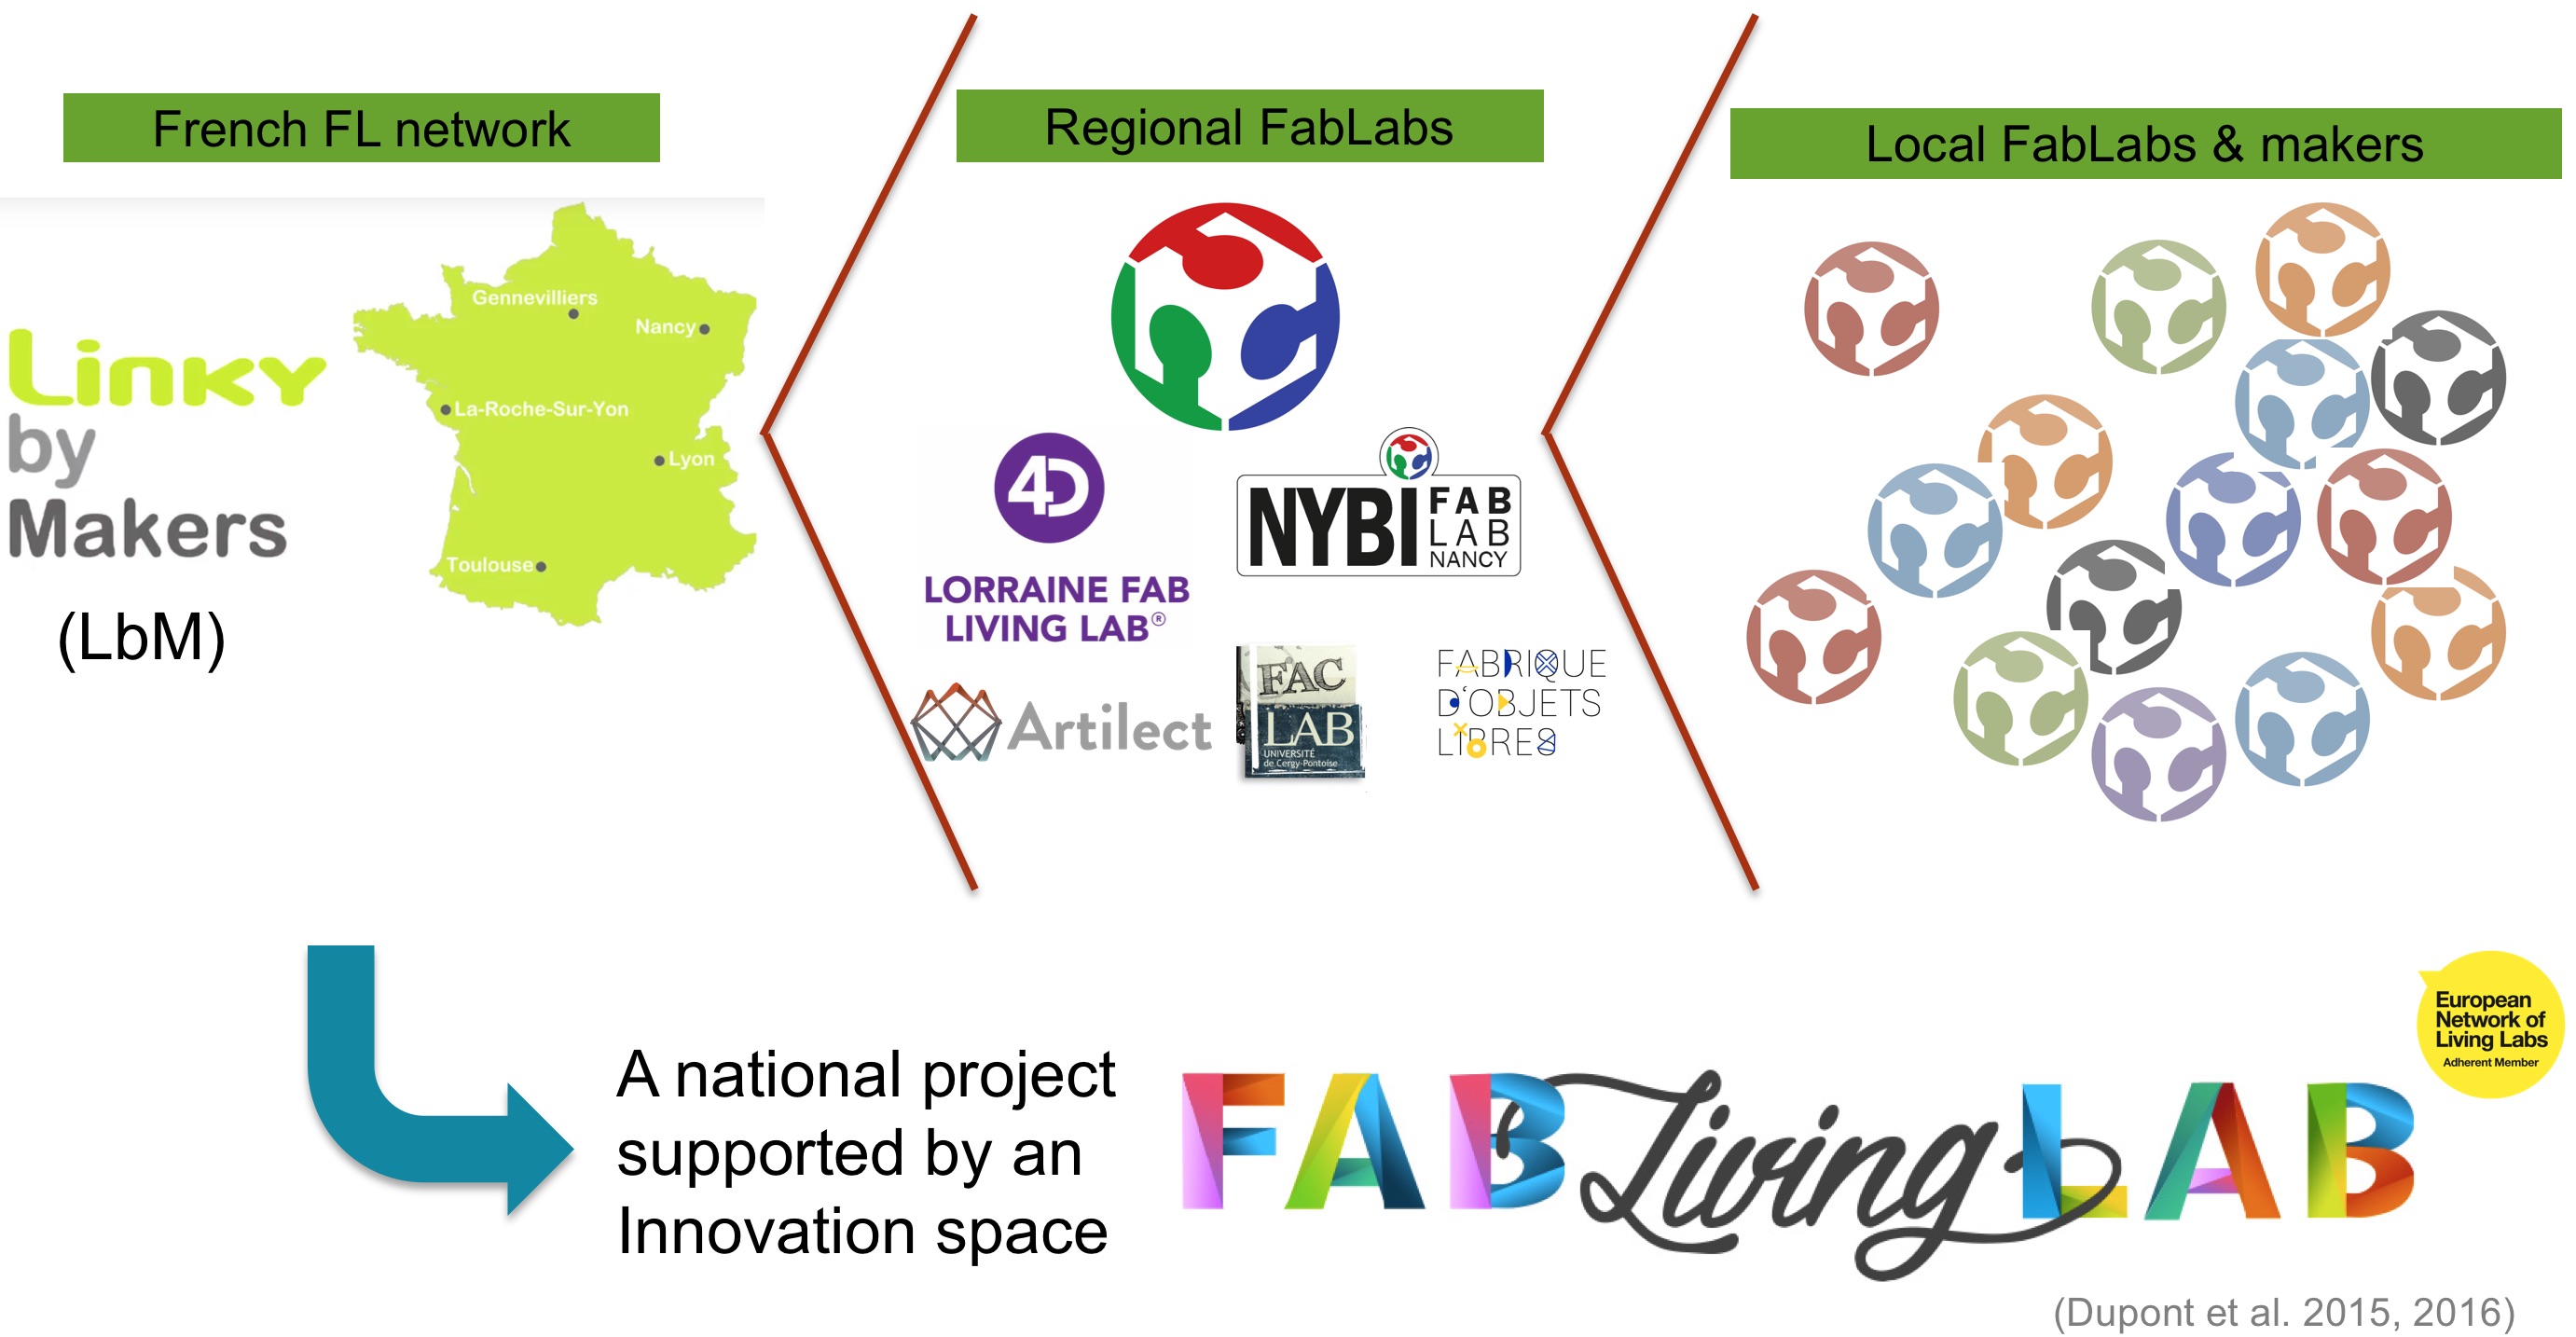 French FL network
Regional FabLabs
Local FabLabs & makers
Linky
by
Makers
(LbM)
Gennevilliers
Nancy
La-Roche-Sur-Yon
Lyon
Toulouse
4D
LORRAINE FAB
LIVING LAB®
NYBI FAB
LAB
NANCY
Artilect
FAC
LAB
UNIVERSITÉ
de Cergy-Pontoise
FABRIQUE
D'OBJETS
LIBRES
A national project
supported by an
Innovation space
FAB Living LAB
European
Network of
Living Labs
Adherent Member
(Dupont et al. 2015, 2016)